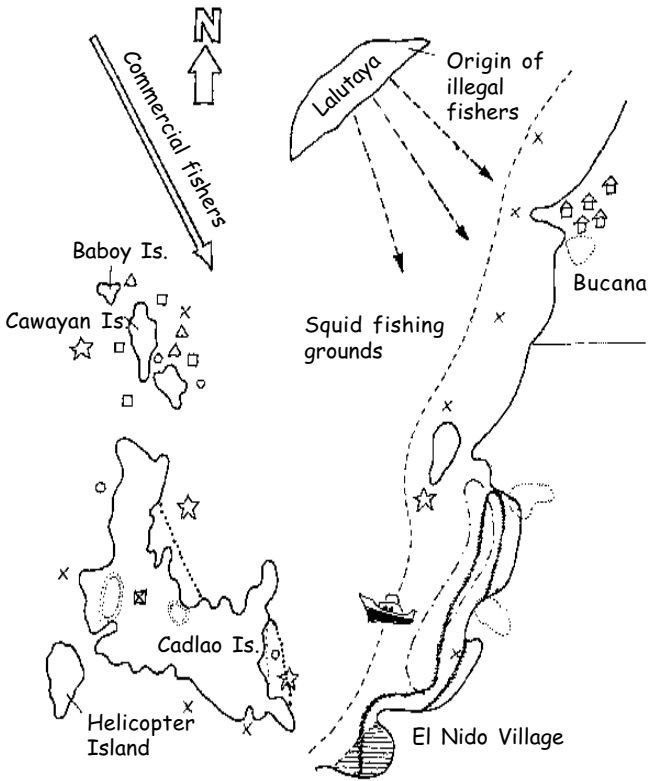 N
Commercial fishers
Lalutaya
Origin of
illegal
fishers
Baboy Is.
Cawayan Is.
Squid fishing
grounds
Bucana
Cadlao Is.
Helicopter
Island
El Nido Village